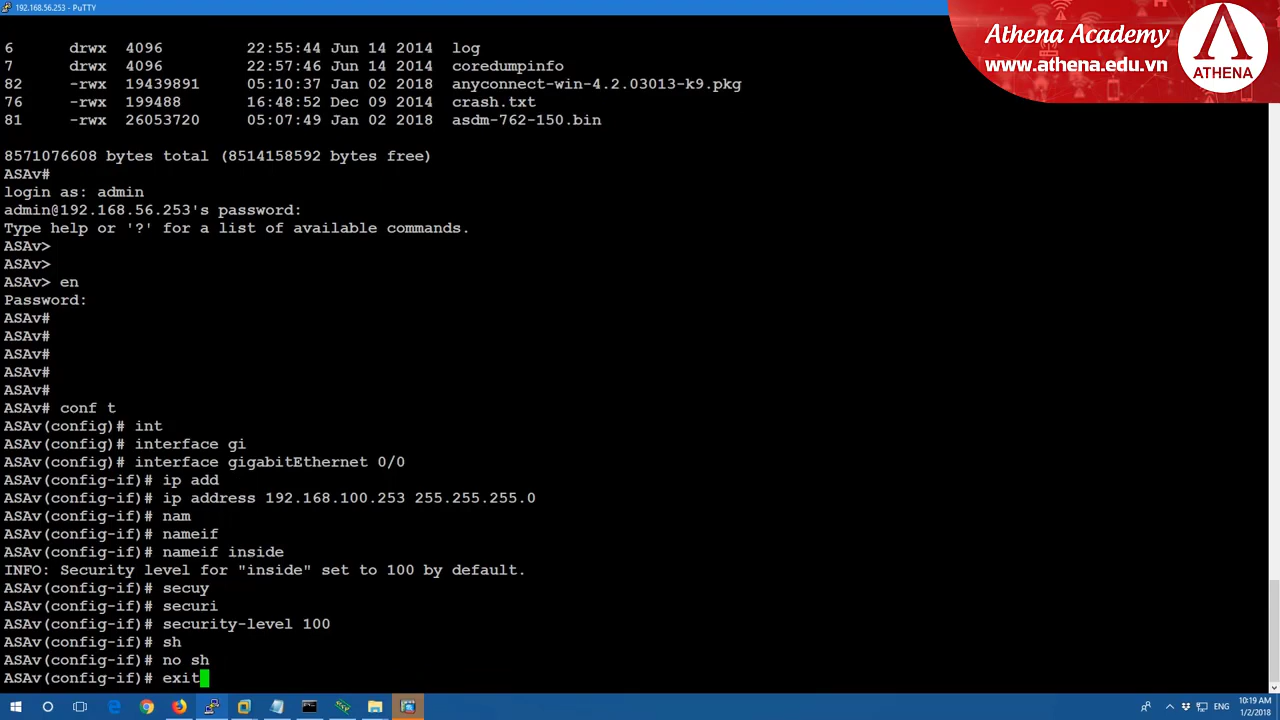 192.168.56.253 - PuTTY
Athena Academy
www.athena.edu.vn
ATHENA
6      drwx  4096         22:55:44 Jun 14 2014  log
7      drwx  4096         22:57:46 Jun 14 2014  coredumpinfo
82     -rwx  19439891     05:10:37 Jan 02 2018  anyconnect-win-4.2.03013-k9.pkg
76     -rwx  199488       16:48:52 Dec 09 2014  crash.txt
81     -rwx  26053720     05:07:49 Jan 02 2018  asdm-762-150.bin
8571076608 bytes total (8514158592 bytes free)
ASAv#
login as: admin
admin@192.168.56.253's password:
Type help or '?' for a list of available commands.
ASAv>
ASAv>
ASAv> en
Password:
ASAv#
ASAv#
ASAv#
ASAv#
ASAv#
ASAv# conf t
ASAv(config)# int
ASAv(config)# interface gi
ASAv(config)# interface gigabitEthernet 0/0
ASAv(config-if)# ip add
ASAv(config-if)# ip address 192.168.100.253 255.255.255.0
ASAv(config-if)# nam
ASAv(config-if)# nameif
ASAv(config-if)# nameif inside
INFO: Security level for "inside" set to 100 by default.
ASAv(config-if)# secuy
ASAv(config-if)# securi
ASAv(config-if)# security-level 100
ASAv(config-if)# sh
ASAv(config-if)# no sh
ASAv(config-if)# exit
ENG
10:19 AM
1/2/2018